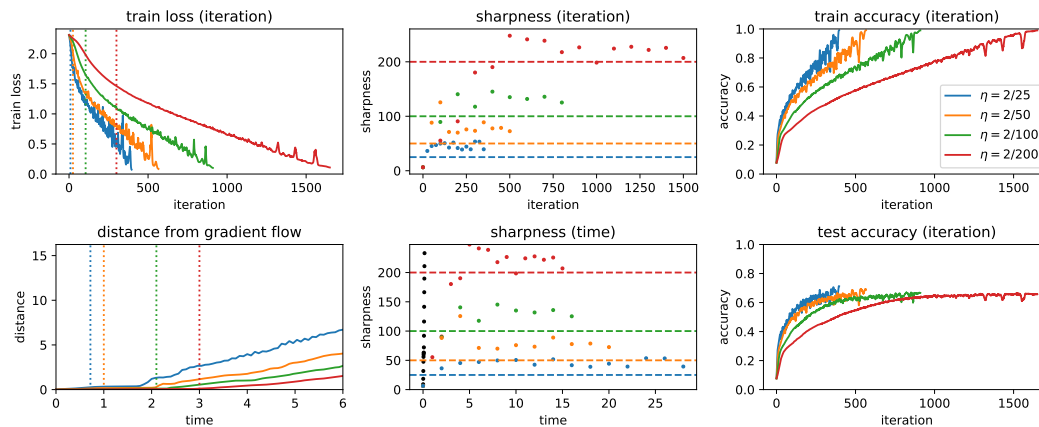 train loss (iteration)
2.0
1.5
1.0
0.5
0.0
train loss
0
500
1000
1500
iteration
sharpness (iteration)
200
100
0
sharpness
0
250
500
750
1000
1250
1500
iteration
train accuracy (iteration)
1.0
0.8
0.6
0.4
0.2
0.0
accuracy
η = 2/25
η = 2/50
η = 2/100
η = 2/200
0
500
1000
1500
iteration
distance from gradient flow
15
10
5
0
distance
0
1
2
3
4
5
6
time
sharpness (time)
200
150
100
50
0
sharpness
0
5
10
15
20
25
time
test accuracy (iteration)
1.0
0.8
0.6
0.4
0.2
0.0
accuracy
0
500
1000
1500
iteration